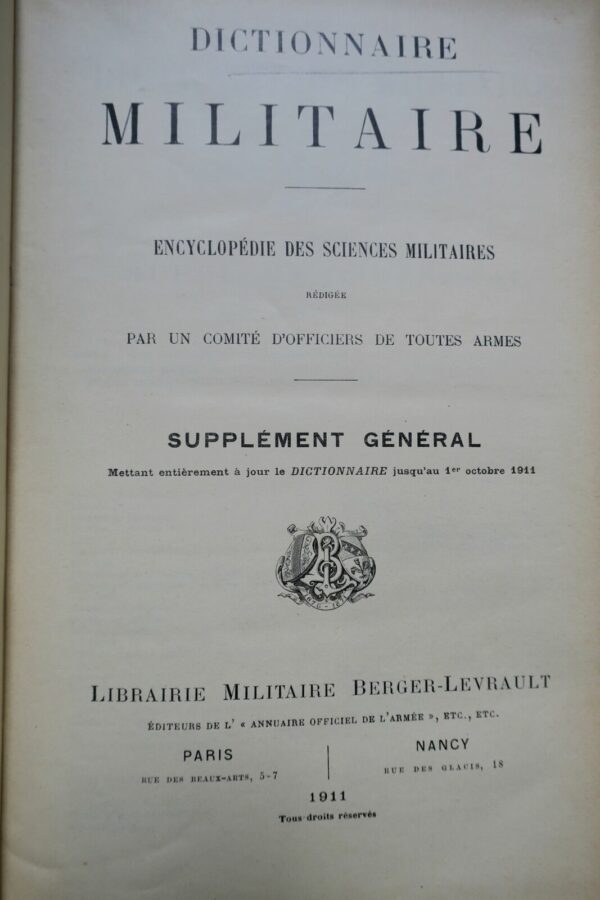 DICTIONNAIRE
MILITAIRE
ENCYCLOPÉDIE DES SCIENCES MILITAIRES
RÉDIGÉE
PAR UN COMITÉ D'OFFICIERS DE TOUTES ARMES
SUPPLÉMENT GÉNÉRAL
Mettant entièrement à jour le DICTIONNAIRE jusqu'au 1er octobre 1911
LIBRAIRIE MILITAIRE BERGER-LEVRAULT
ÉDITEURS DE L' « ANNUAIRE OFFICIEL DE L'ARMÉE », ETC., ETC.
PARIS
RUE DES BEAUX-ARTS, 5-7
NANCY
RUE DES GLACIS, 18
1911
Tous droits réservés